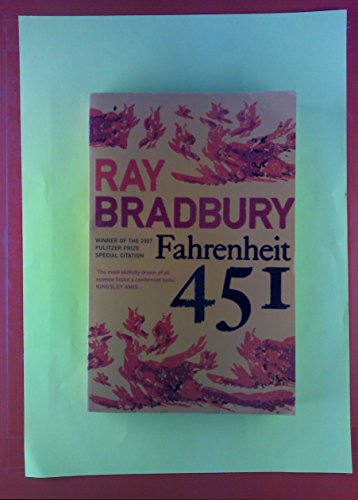 RAY
BRADBURY
WINNER OF THE 2007
PULITZER PRIZE
SPECIAL CITATION
Fahrenheit
451
The most skilfully drawn of all
science fiction's conformist hells
KINGSLEY AMIS